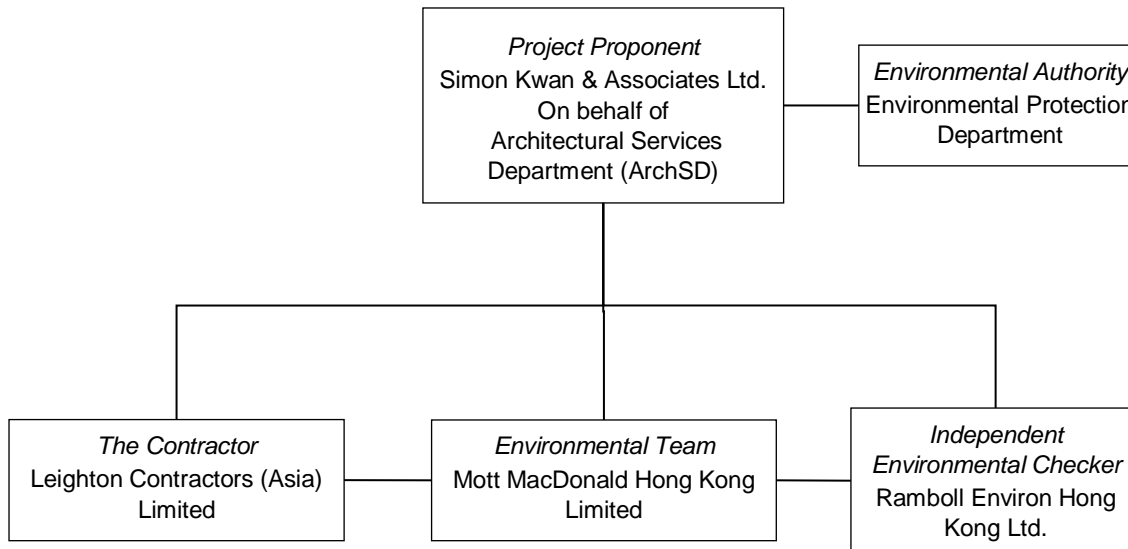 Project Proponent
Simon Kwan & Associates Ltd.
On behalf of
Architectural Services
Department (ArchSD)
Environmental Authority
Environmental Protection
Department
The Contractor
Leighton Contractors (Asia)
Limited
Environmental Team
Mott MacDonald Hong Kong
Limited
Independent
Environmental Checker
Ramboll Environ Hong
Kong Ltd.